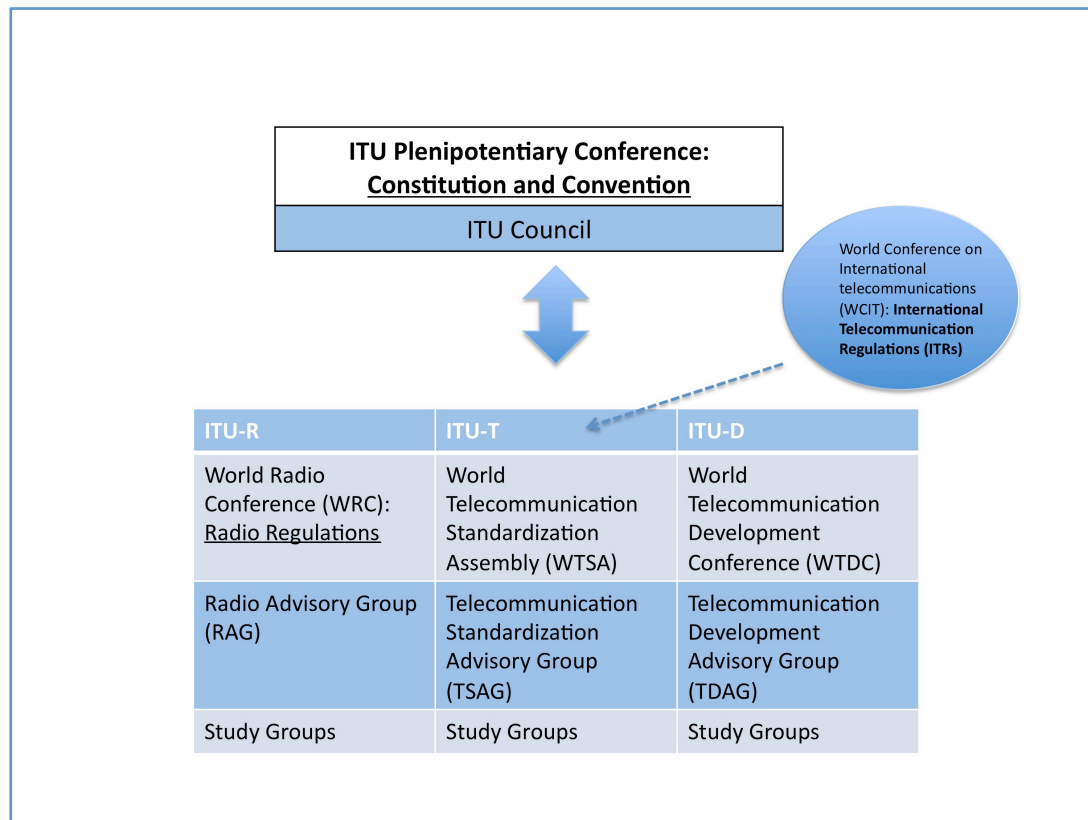 ITU Plenipotentiary Conference:
Constitution and Convention
ITU Council
World Conference on
International
telecommunications
(WCIT): International
Telecommunication
Regulations (ITRs)
ITU-R
ITU-T
ITU-D
World Radio
Conference (WRC):
Radio Regulations
World
Telecommunication
Standardization
Assembly (WTSA)
World
Telecommunication
Development
Conference (WTDC)
Radio Advisory Group
(RAG)
Telecommunication
Standardization
Advisory Group
(TSAG)
Telecommunication
Development
Advisory Group
(TDAG)
Study Groups
Study Groups
Study Groups